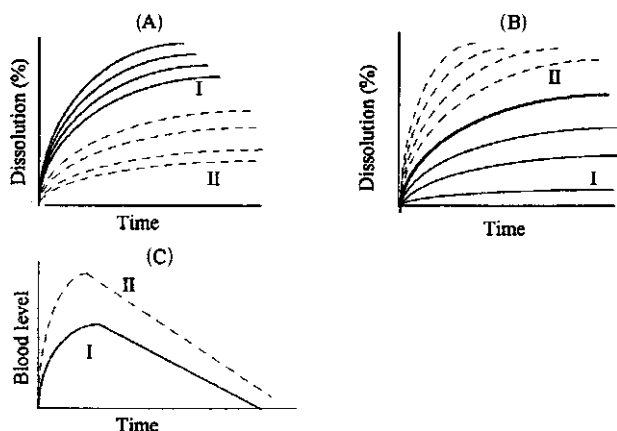 (A)
Dissolution (%)
I
II
Time
(B)
Dissolution (%)
II
I
Time
(C)
Blood level
II
I
Time